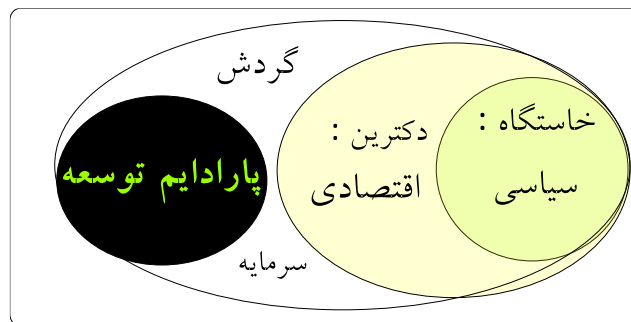 گردش
خاستگاه :
سیاسی
دکترین :
اقتصادی
پارادایم توسعه
سرمایه